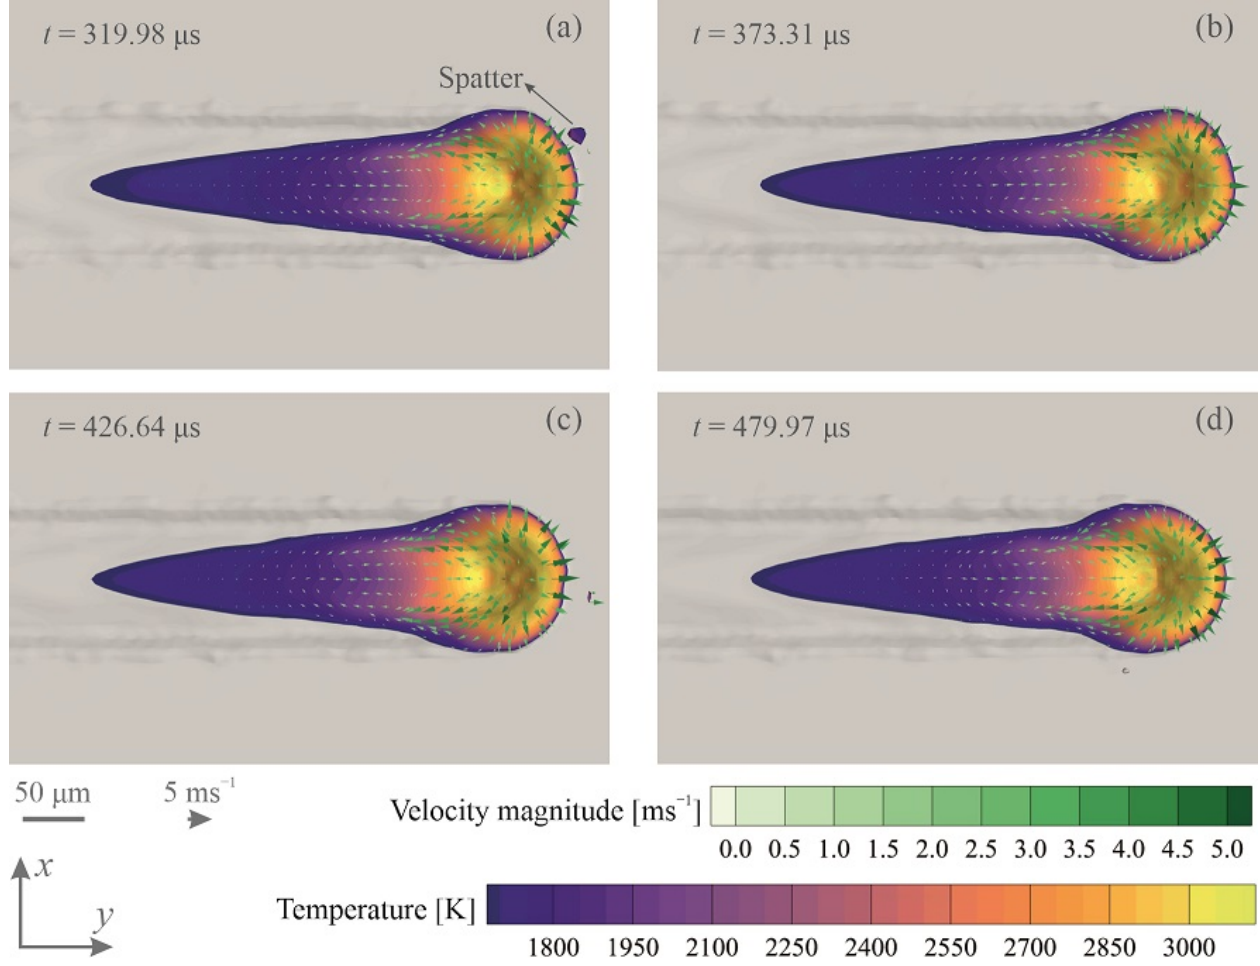 t = 319.98 μs
(a)
Spatter
t = 373.31 μs
(b)
t = 426.64 μs
(c)
t = 479.97 μs
(d)
50 μm
5 ms⁻¹
Velocity magnitude [ms⁻¹]
0.0 0.5 1.0 1.5 2.0 2.5 3.0 3.5 4.0 4.5 5.0
x
y
Temperature [K]
1800 1950 2100 2250 2400 2550 2700 2850 3000